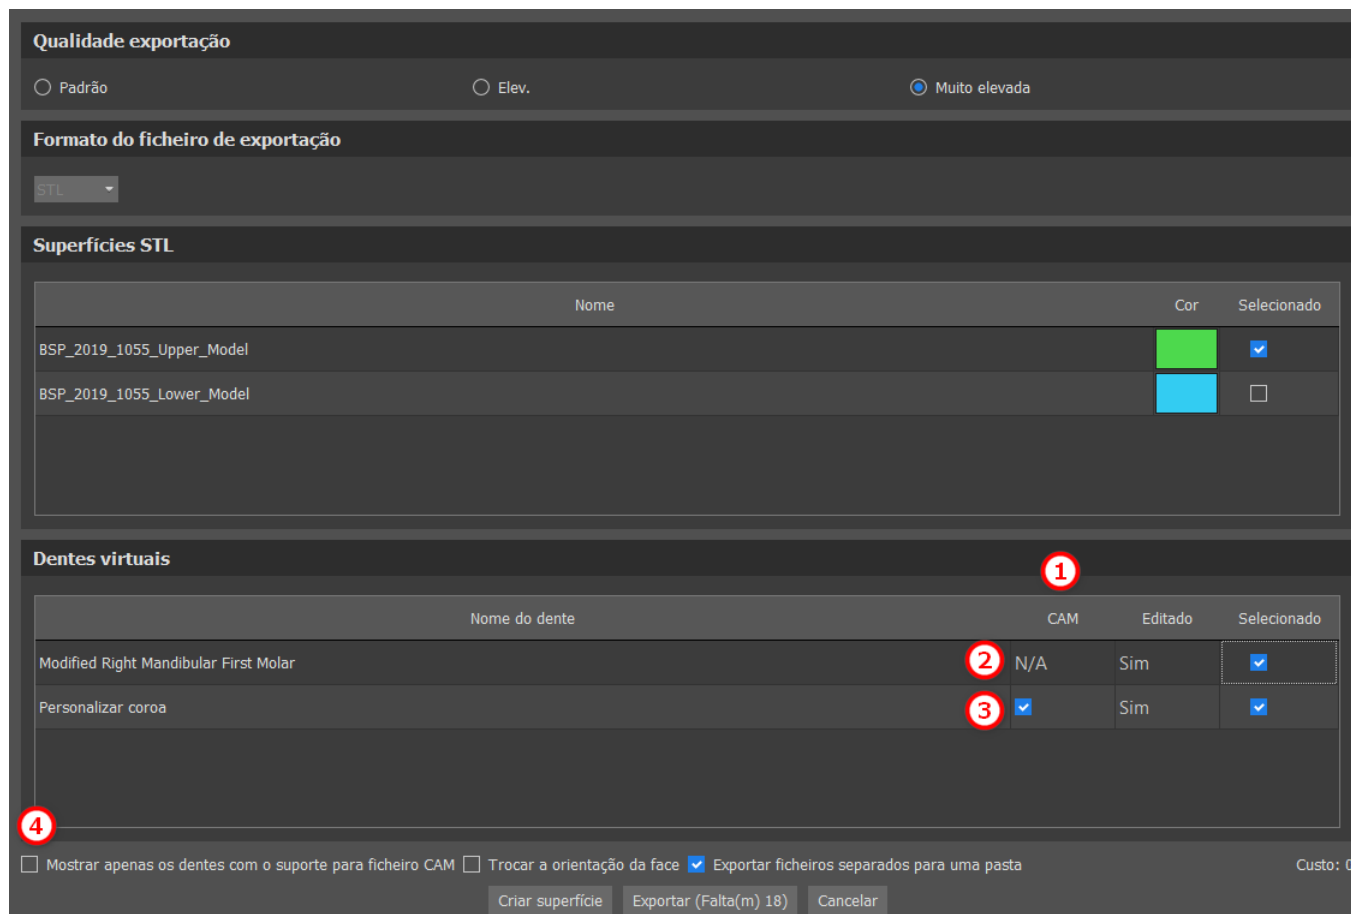 Qualidade exportação
Padrão Elev. Muito elevada
Formato do ficheiro de exportação
STL
Superfícies STL
Nome Cor Selecionado
BSP_2019_1055_Upper_Model
BSP_2019_1055_Lower_Model
Dentes virtuais
1
Nome do dente CAM Editado Selecionado
Modified Right Mandibular First Molar 2 N/A Sim
Personalizar coroa 3 Sim
4
Mostrar apenas os dentes com o suporte para ficheiro CAM Trocar a orientação da face Exportar ficheiros separados para uma pasta Custo: 0
Criar superfície Exportar (Falta(m) 18) Cancelar